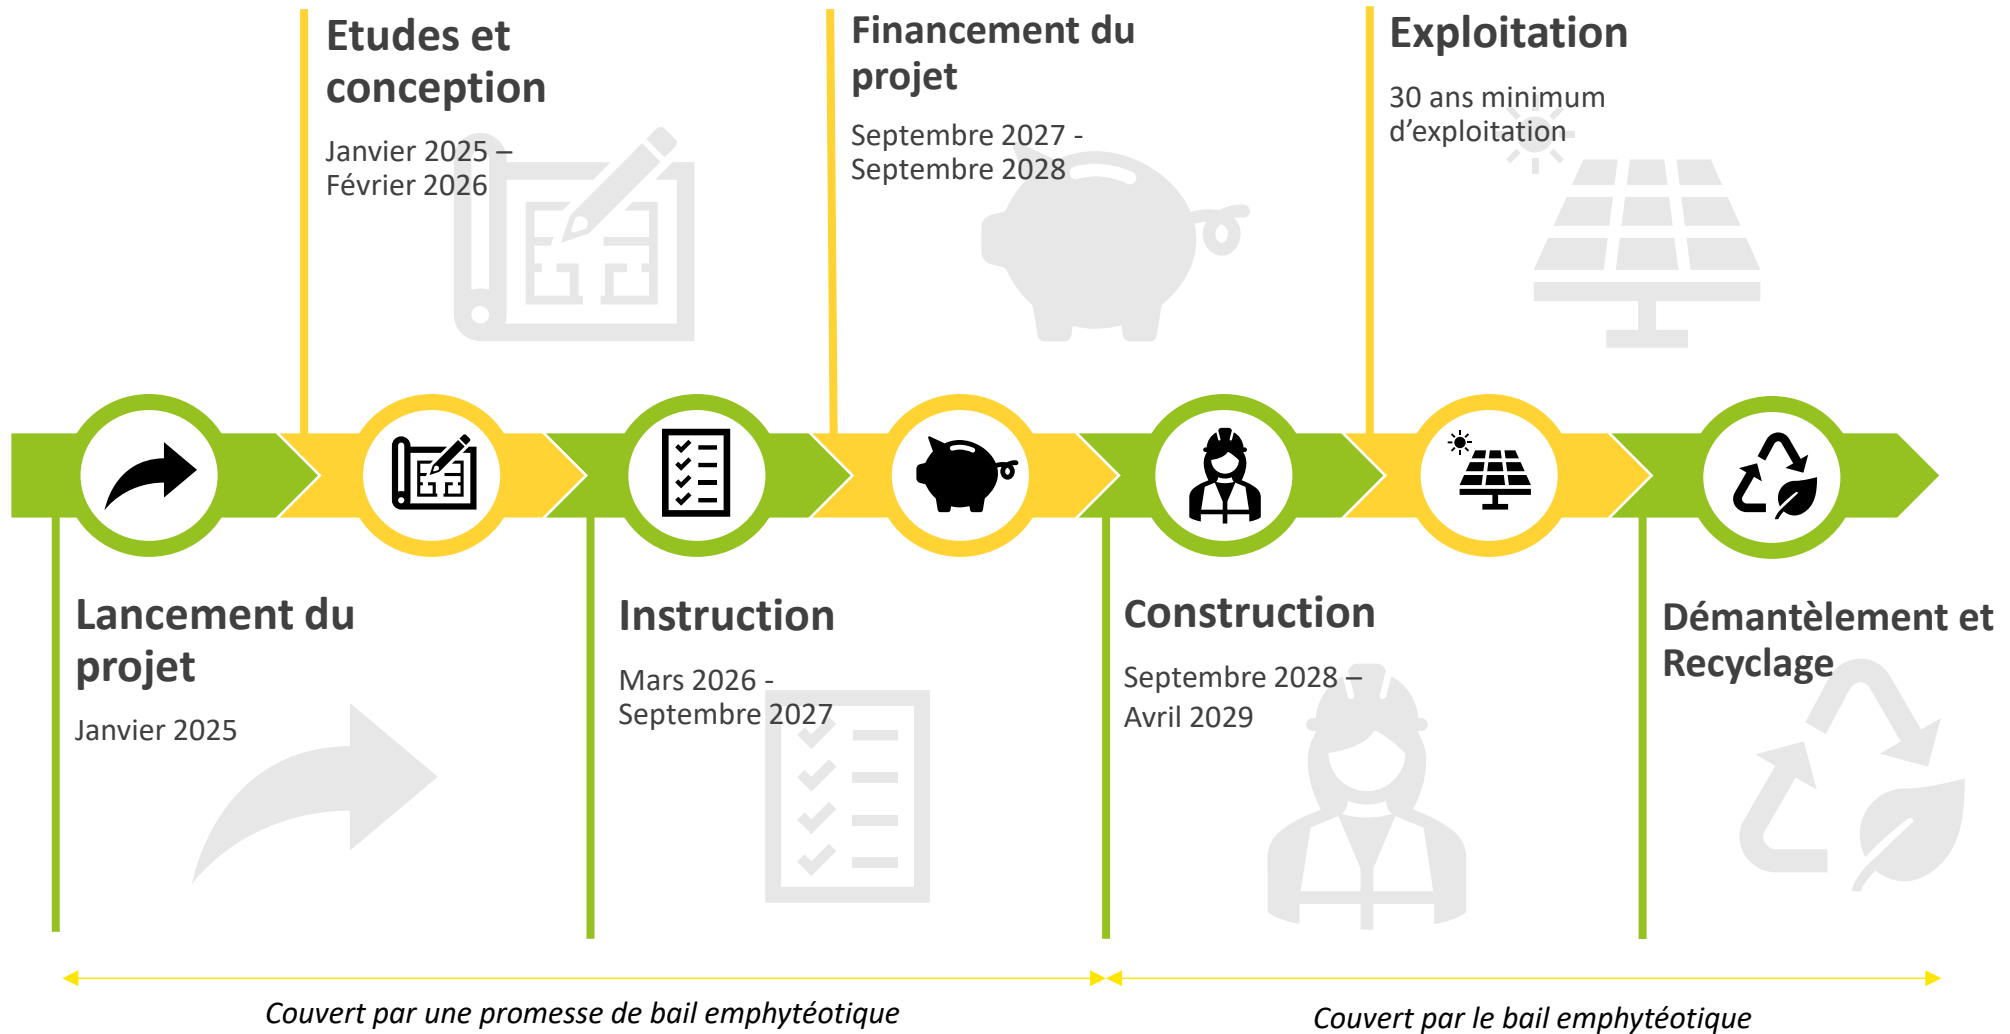 Etudes et
conception
Janvier 2025 –
Février 2026
Financement du
projet
Septembre 2027 -
Septembre 2028
Exploitation
30 ans minimum
d’exploitation
Lancement du
projet
Janvier 2025
Instruction
Mars 2026 -
Septembre 2027
Construction
Septembre 2028 –
Avril 2029
Démantèlement et
Recyclage
Couvert par une promesse de bail emphytéotique
Couvert par le bail emphytéotique